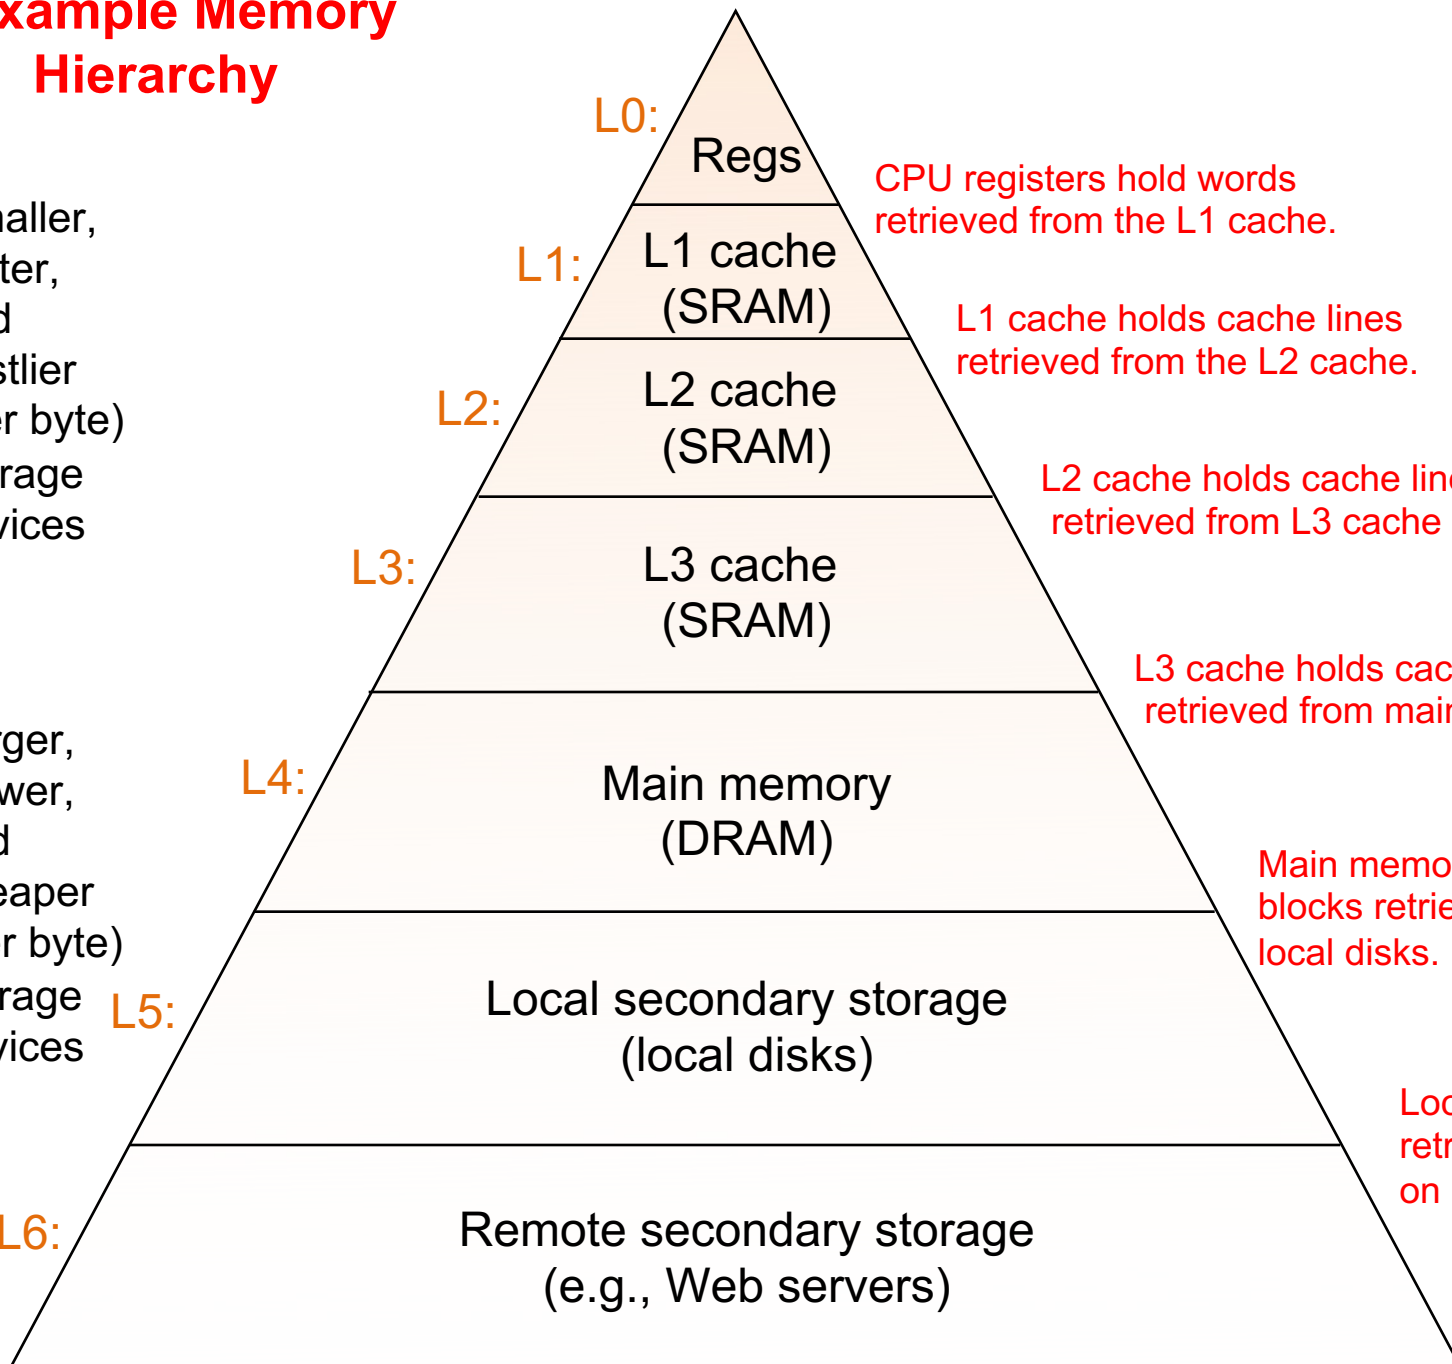 xample Memory
Hierarchy
L0:
Regs
CPU registers hold words
retrieved from the L1 cache.
maller,
ter,
d
stlier
er byte)
rage
vices
L1:
L1 cache
(SRAM)
L1 cache holds cache lines
retrieved from the L2 cache.
L2:
L2 cache
(SRAM)
L2 cache holds cache line
retrieved from L3 cache
L3:
L3 cache
(SRAM)
L3 cache holds cac
retrieved from main
rger,
wer,
d
eaper
er byte)
rage
vices
L4:
Main memory
(DRAM)
Main memo
blocks retrie
local disks.
L5:
Local secondary storage
(local disks)
Loc
retr
on
L6:
Remote secondary storage
(e.g., Web servers)